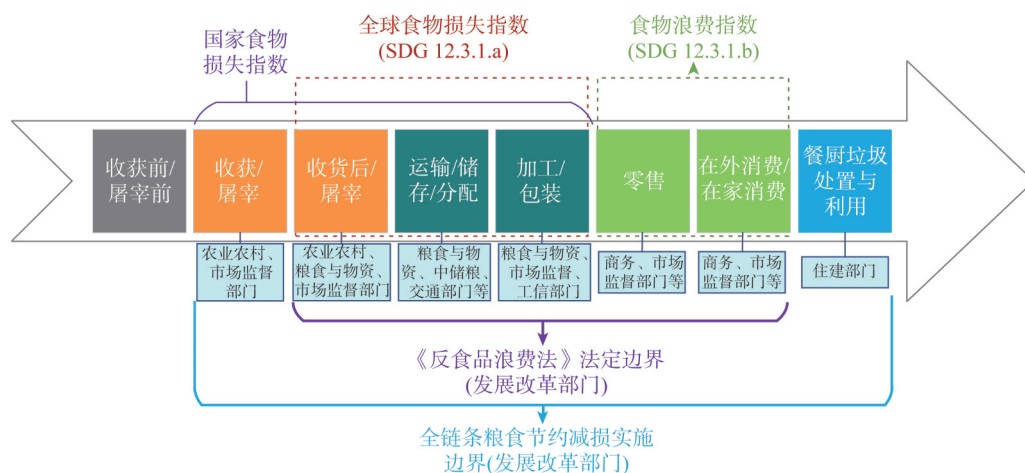 国家食物
损失指数
全球食物损失指数
(SDG 12.3.1.a)
食物浪费指数
(SDG 12.3.1.b)
收获前/
屠宰前
收获/
屠宰
收货后/
屠宰
运输/储
存/分配
加工/
包装
零售
在外消费/
在家消费
餐厨垃圾
处置与
利用
农业农村、
市场监督
部门
农业农村、
粮食与物资、
市场监督部门
粮食与物
资、中储粮、
交通部门等
粮食与物资、
市场监督、
工信部门
商务、市场
监督部门等
商务、市场
监督部门等
住建部门
《反食品浪费法》法定边界
(发展改革部门)
全链条粮食节约减损实施
边界(发展改革部门)